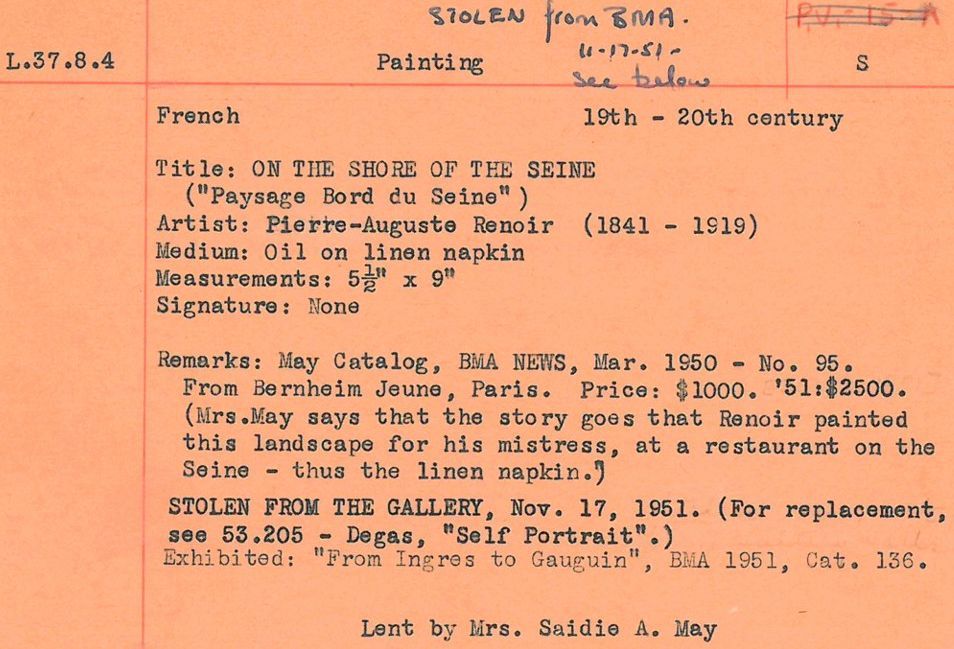 STOLEN from BMA.
11-17-51-
see below
P.V.-15-A
L.37.8.4 Painting S
French 19th - 20th century
Title: ON THE SHORE OF THE SEINE
("Paysage Bord du Seine")
Artist: Pierre-Auguste Renoir (1841 - 1919)
Medium: Oil on linen napkin
Measurements: 5½" x 9"
Signature: None
Remarks: May Catalog, BMA NEWS, Mar. 1950 - No. 95.
From Bernheim Jeune, Paris. Price: $1000. '51:$2500.
(Mrs.May says that the story goes that Renoir painted
this landscape for his mistress, at a restaurant on the
Seine - thus the linen napkin.")
STOLEN FROM THE GALLERY, Nov. 17, 1951. (For replacement,
see 53.205 - Degas, "Self Portrait".)
Exhibited: "From Ingres to Gauguin", BMA 1951, Cat. 136.
Lent by Mrs. Saidie A. May